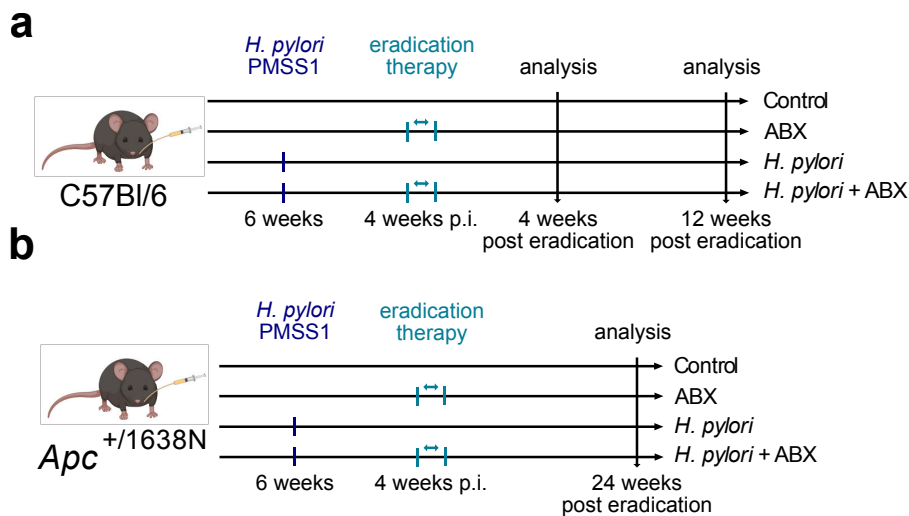 a
H. pylori
PMSS1
eradication
therapy
analysis
analysis
Control
ABX
H. pylori
H. pylori + ABX
C57Bl/6
6 weeks
4 weeks p.i.
4 weeks
post eradication
12 weeks
post eradication
b
H. pylori
PMSS1
eradication
therapy
analysis
Control
ABX
H. pylori
H. pylori + ABX
Apc +/1638N
6 weeks
4 weeks p.i.
24 weeks
post eradication